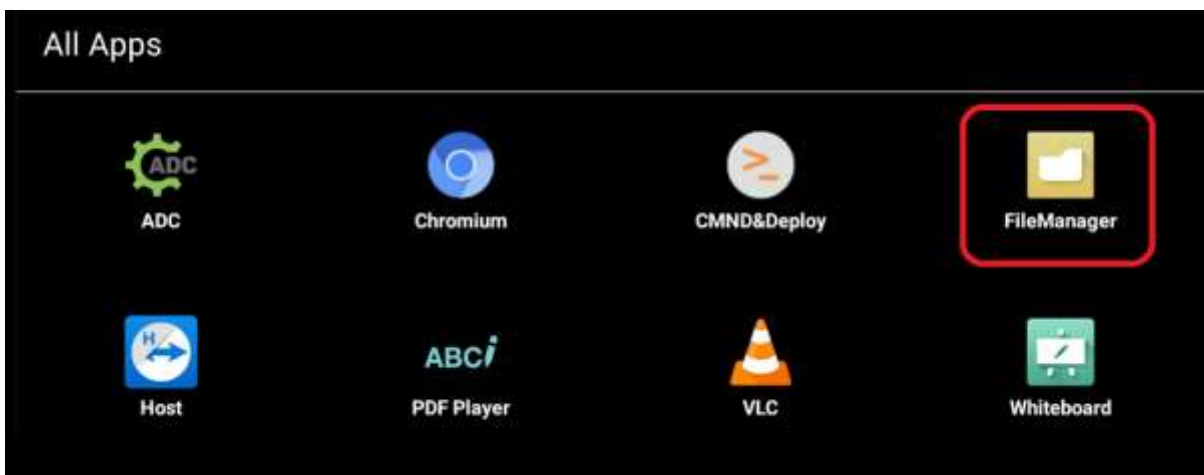 All Apps
ADC
ADC
Chromium
>_
CMND&Deploy
FileManager
H
Host
ABCi
PDF Player
VLC
Whiteboard